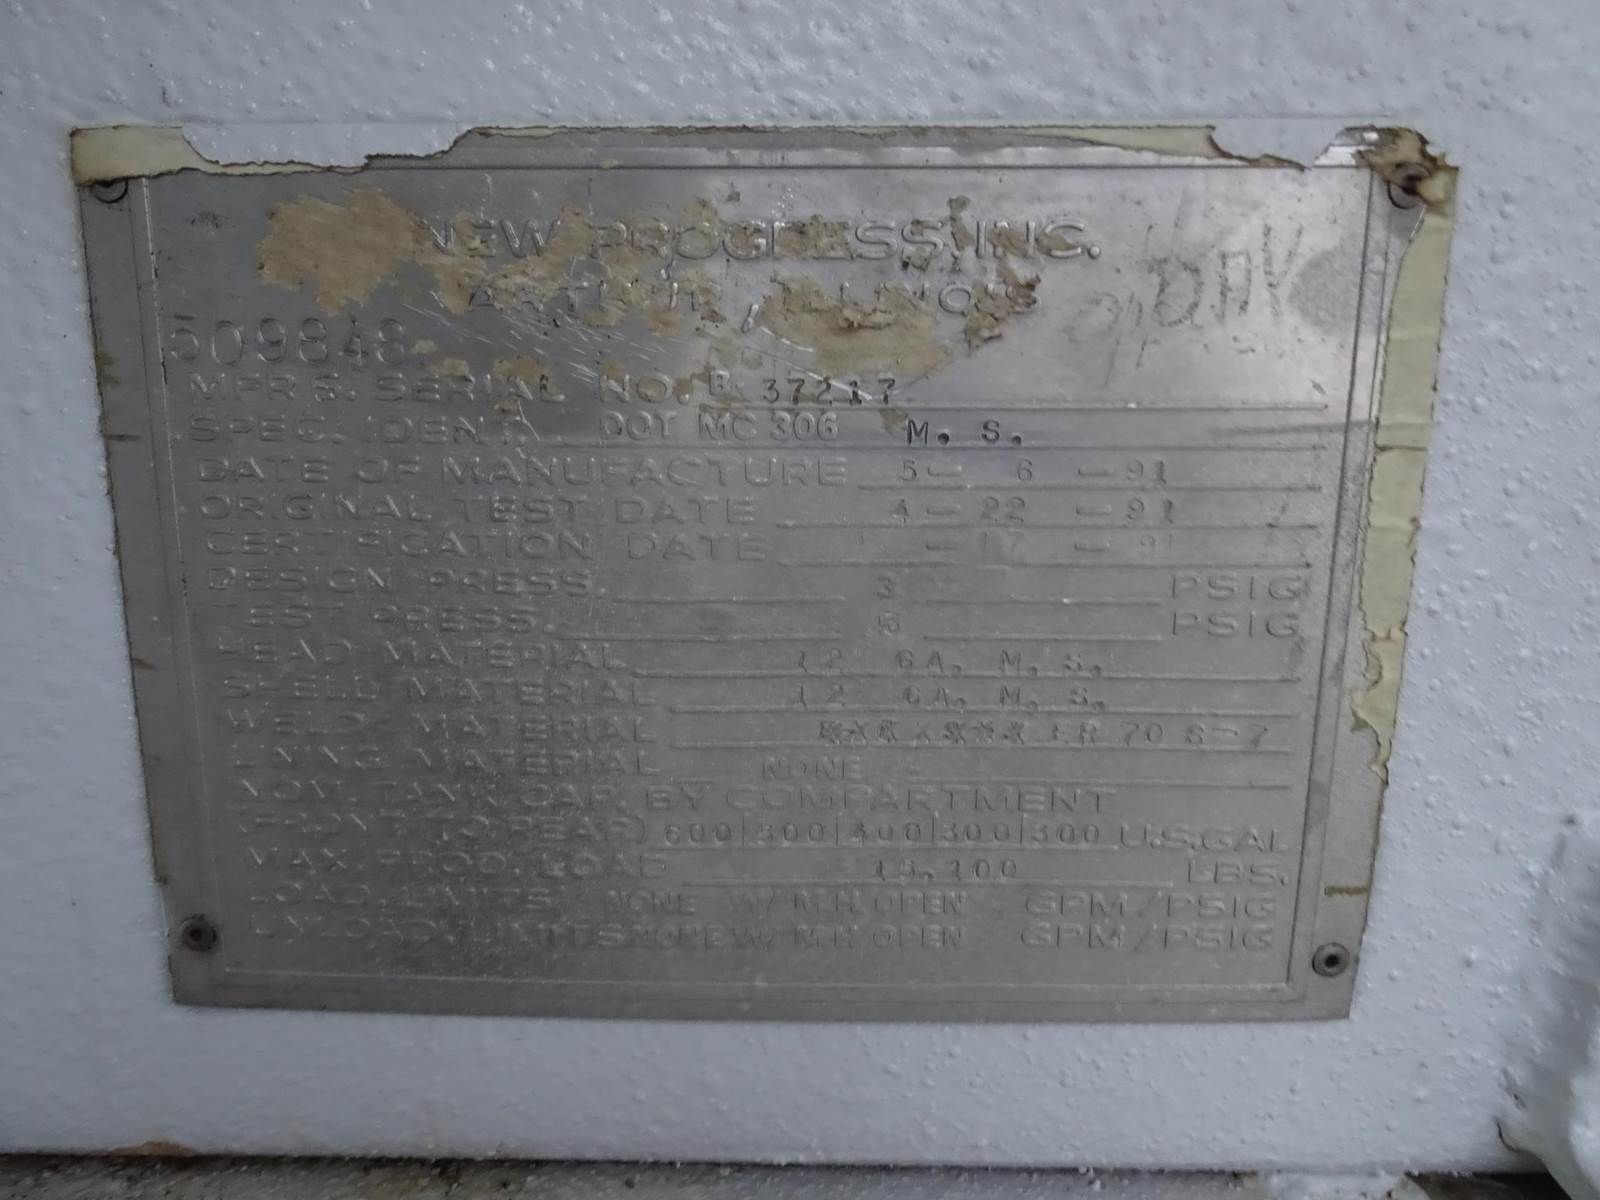 NEW PROGRESS, INC.
ARTHUR, ILLINOIS
509848
MFRS. SERIAL NO. B 37217
SPEC. IDENT. DOT MC 306 M. S.
DATE OF MANUFACTURE 5 - 6 - 91
ORIGINAL TEST DATE 4 - 22 - 91
CERTIFICATION DATE - 17 - 91
DESIGN PRESS. 3 PSIG
TEST PRESS. 5 PSIG
HEAD MATERIAL 12 GA. M. S.
SHELL MATERIAL 12 GA. M. S.
WELD MATERIAL ER 70 S-7
LINING MATERIAL NONE
NOM. TANK CAP. BY COMPARTMENT
(FRONT TO REAR) 600|500|400|300|300 U.S.GAL
MAX. PROD. LOAD 15,100 LBS.
LOAD LIMITS NONE W/ M.H. OPEN GPM/PSIG
UNLOAD LIMITS NONE W/ M.H. OPEN GPM/PSIG